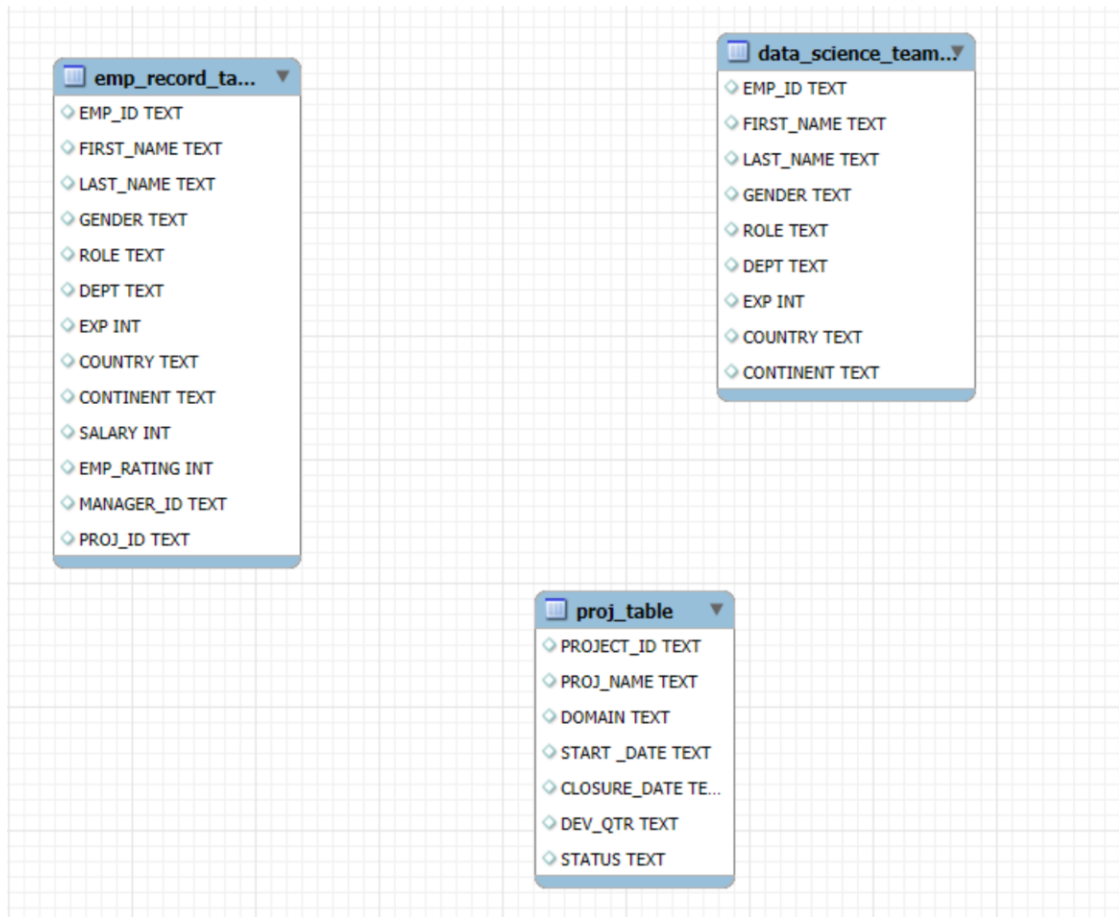 emp_record_ta...
EMP_ID TEXT
FIRST_NAME TEXT
LAST_NAME TEXT
GENDER TEXT
ROLE TEXT
DEPT TEXT
EXP INT
COUNTRY TEXT
CONTINENT TEXT
SALARY INT
EMP_RATING INT
MANAGER_ID TEXT
PROJ_ID TEXT
data_science_team...
EMP_ID TEXT
FIRST_NAME TEXT
LAST_NAME TEXT
GENDER TEXT
ROLE TEXT
DEPT TEXT
EXP INT
COUNTRY TEXT
CONTINENT TEXT
proj_table
PROJECT_ID TEXT
PROJ_NAME TEXT
DOMAIN TEXT
START _DATE TEXT
CLOSURE_DATE TE...
DEV_QTR TEXT
STATUS TEXT